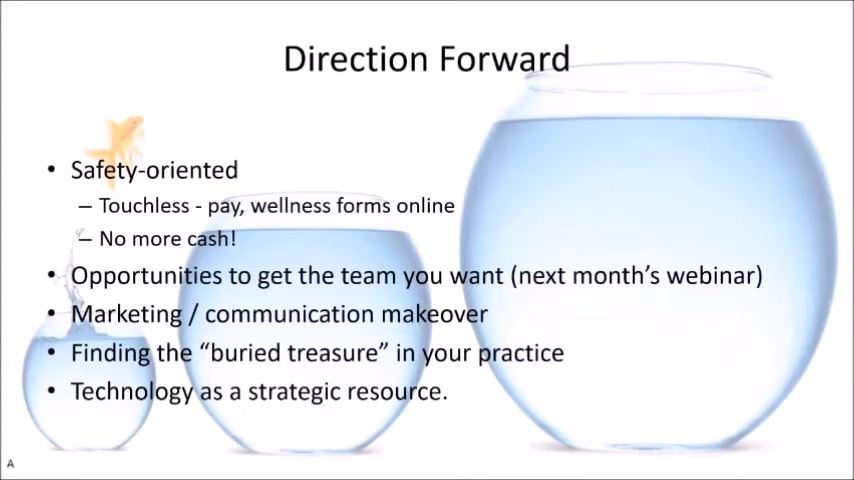 Direction Forward
• Safety-oriented
– Touchless - pay, wellness forms online
– No more cash!
• Opportunities to get the team you want (next month’s webinar)
• Marketing / communication makeover
• Finding the “buried treasure” in your practice
• Technology as a strategic resource.
A